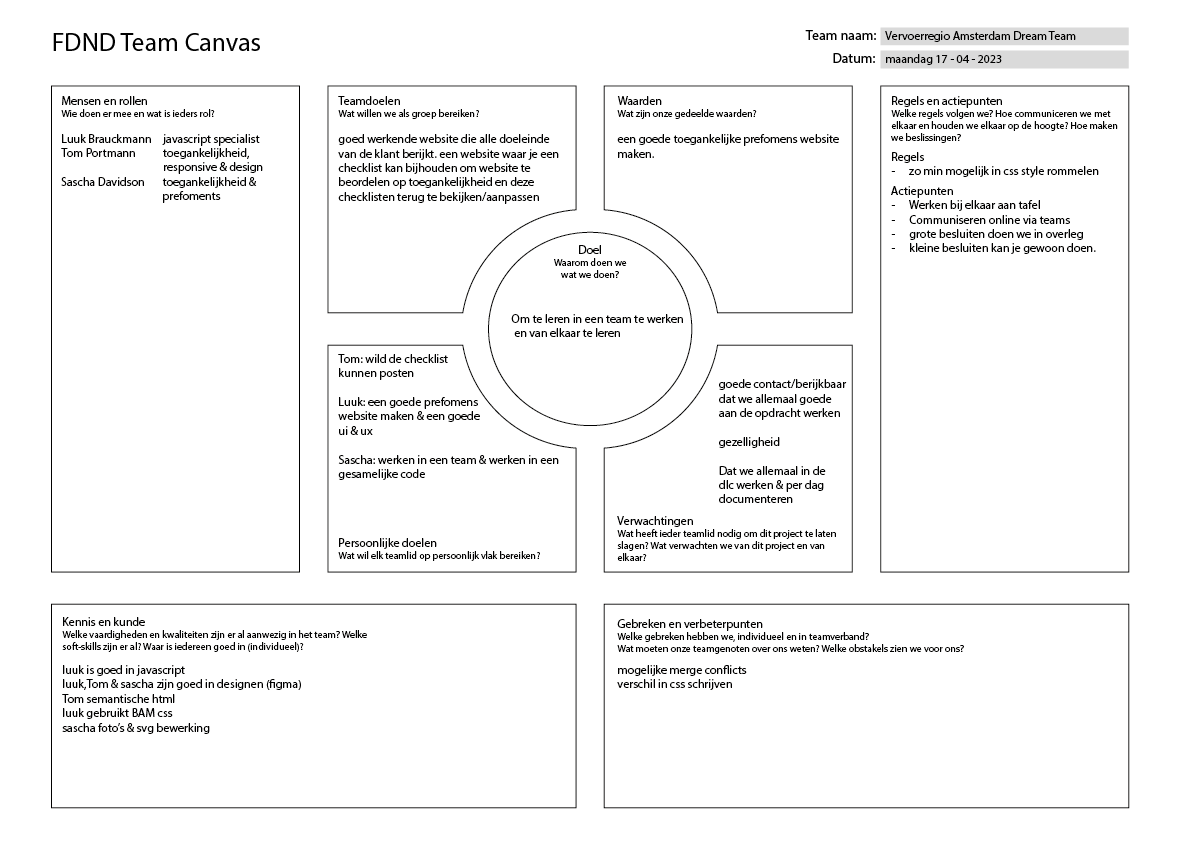 FDND Team Canvas
Team naam: Vervoerregio Amsterdam Dream Team
Datum: maandag 17 - 04 - 2023
Mensen en rollen
Wie doen er mee en wat is ieders rol?
Luuk Brauckmann javascript specialist
Tom Portmann toegankelijkheid,
responsive & design
Sascha Davidson toegankelijkheid &
prefoments
Teamdoelen
Wat willen we als groep bereiken?
goed werkende website die alle doeleinde
van de klant berijkt. een website waar je een
checklist kan bijhouden om website te
beordelen op toegankelijkheid en deze
checklisten terug te bekijken/aanpassen
Waarden
Wat zijn onze gedeelde waarden?
een goede toegankelijke prefomens website
maken.
Regels en actiepunten
Welke regels volgen we? Hoe communiceren we met
elkaar en houden we elkaar op de hoogte? Hoe maken
we beslissingen?
Regels
- zo min mogelijk in css style rommelen
Actiepunten
- Werken bij elkaar aan tafel
- Communiseren online via teams
- grote besluiten doen we in overleg
- kleine besluiten kan je gewoon doen.
Doel
Waarom doen we
wat we doen?
Om te leren in een team te werken
en van elkaar te leren
Tom: wild de checklist
kunnen posten
Luuk: een goede prefomens
website maken & een goede
ui & ux
Sascha: werken in een team & werken in een
gesamelijke code
Persoonlijke doelen
Wat wil elk teamlid op persoonlijk vlak bereiken?
goede contact/berijkbaar
dat we allemaal goede
aan de opdracht werken
gezelligheid
Dat we allemaal in de
dlc werken & per dag
documenteren
Verwachtingen
Wat heeft ieder teamlid nodig om dit project te laten
slagen? Wat verwachten we van dit project en van
elkaar?
Kennis en kunde
Welke vaardigheden en kwaliteiten zijn er al aanwezig in het team? Welke
soft-skills zijn er al? Waar is iedereen goed in (individueel)?
luuk is goed in javascript
luuk,Tom & sascha zijn goed in designen (figma)
Tom semantische html
luuk gebruikt BAM css
sascha foto's & svg bewerking
Gebreken en verbeterpunten
Welke gebreken hebben we, individueel en in teamverband?
Wat moeten onze teamgenoten over ons weten? Welke obstakels zien we voor ons?
mogelijke merge conflicts
verschil in css schrijven